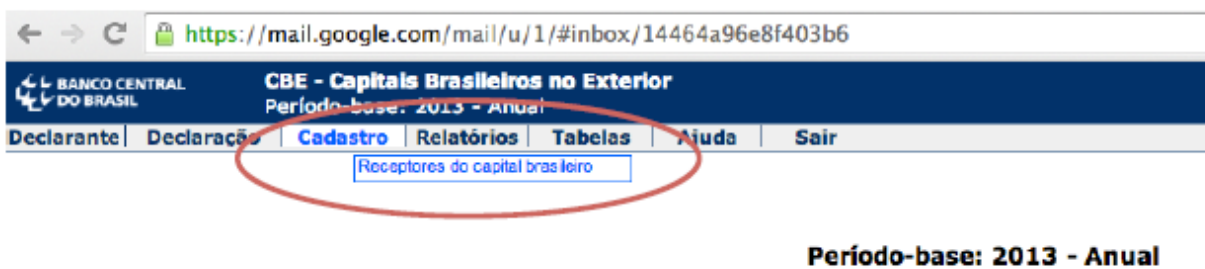 https://mail.google.com/mail/u/1/#inbox/14464a96e8f403b6
BANCO CENTRAL DO BRASIL
CBE - Capitais Brasileiros no Exterior
Período-base: 2013 - Anual
Declarante Declaração Cadastro Relatórios Tabelas Ajuda Sair
Receptores do capital brasileiro
Período-base: 2013 - Anual